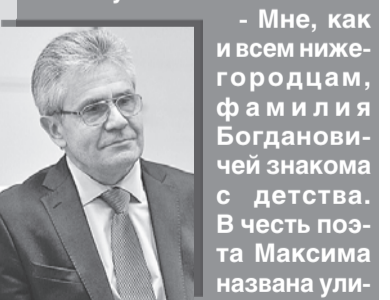 - Мне, как
и всем ниже-
городцам,
фамилия
Богданови-
чей знакома
с детства.
В честь поэ-
та Максима
названа ули-